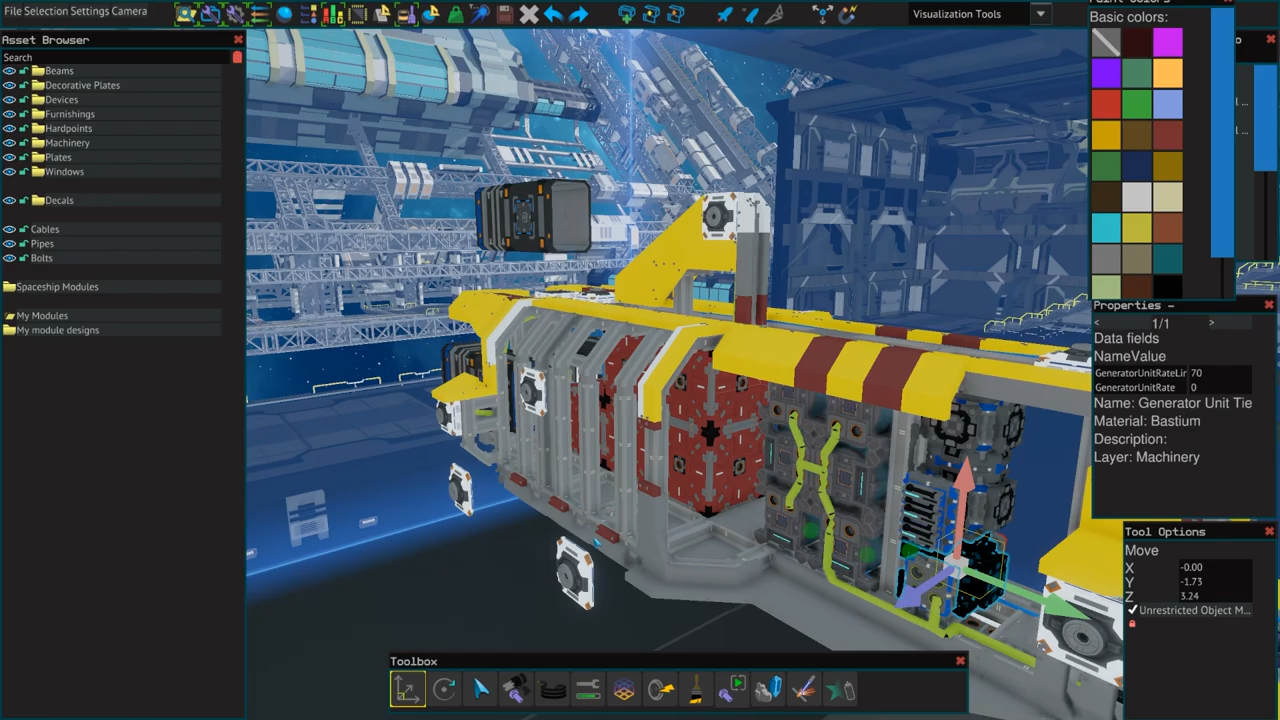 File Selection Settings Camera
Visualization Tools
Asset Browser
Search
Beams
Decorative Plates
Devices
Furnishings
Hardpoints
Machinery
Plates
Windows
Decals
Cables
Pipes
Bolts
Spaceship Modules
My Modules
My module designs
Basic colors:
Properties -
< 1/1 >
Data fields
NameValue
GeneratorUnitRateLir 70
GeneratorUnitRate 0
Name: Generator Unit Tie
Material: Bastium
Description:
Layer: Machinery
Tool Options
Move
X -0.00
Y -1.73
Z 3.24
Unrestricted Object M...
Toolbox